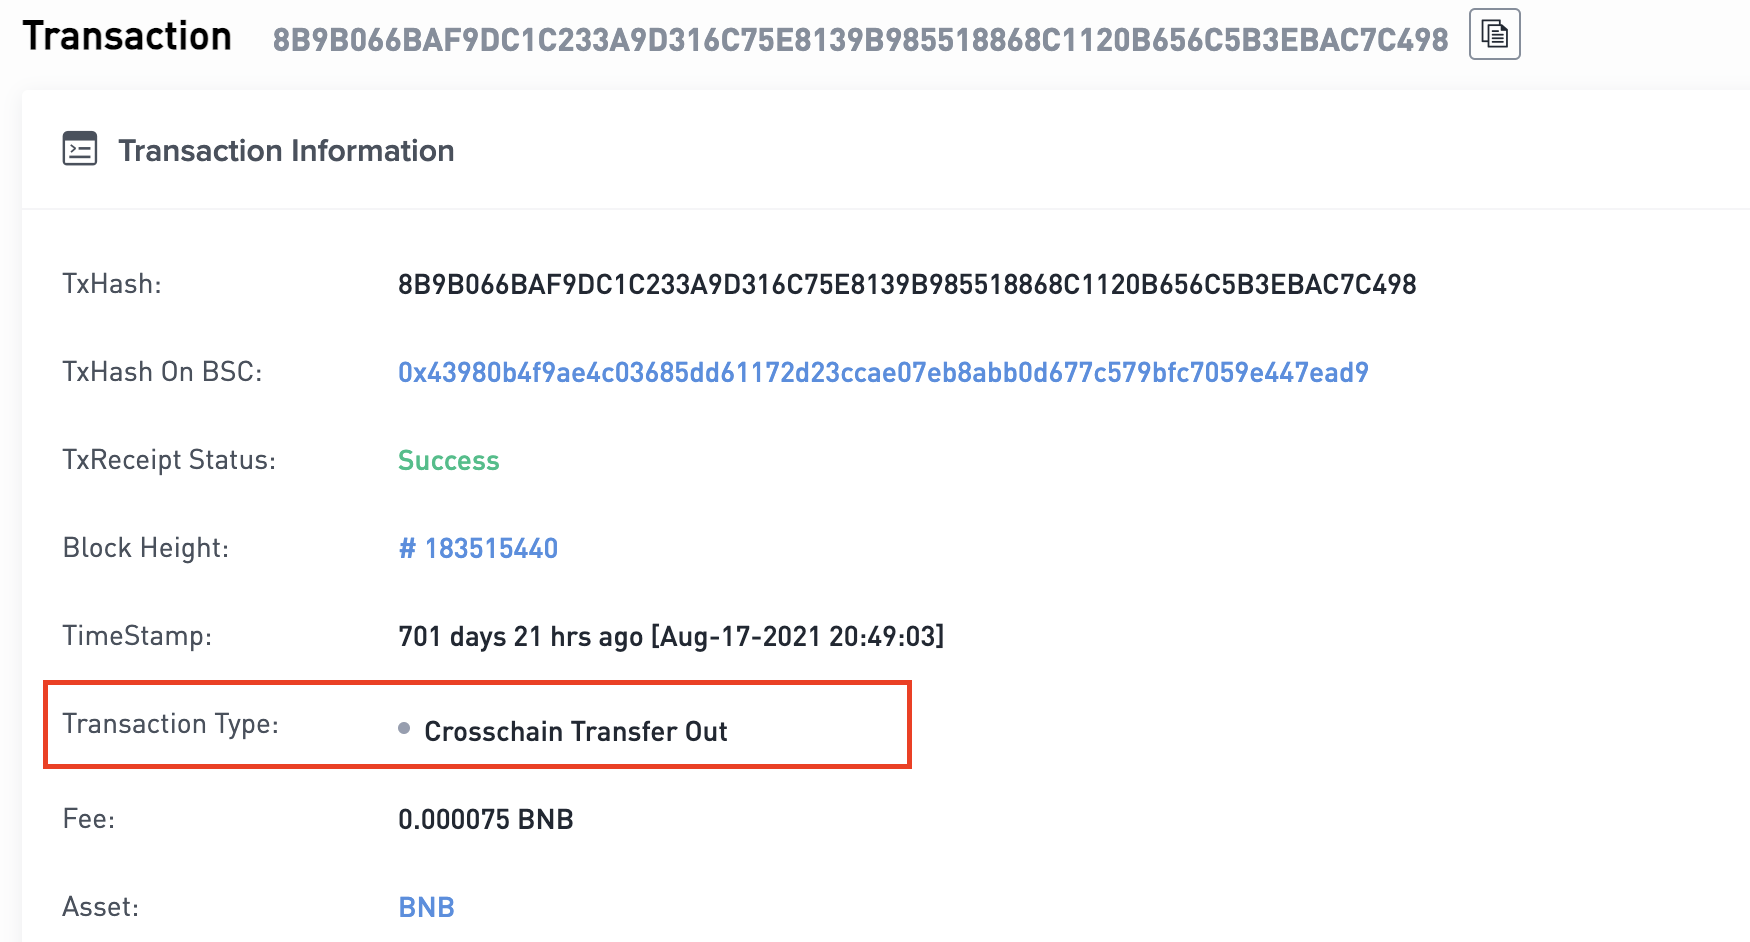 Transaction 8B9B066BAF9DC1C233A9D316C75E8139B985518868C1120B656C5B3EBAC7C498
Transaction Information
TxHash: 8B9B066BAF9DC1C233A9D316C75E8139B985518868C1120B656C5B3EBAC7C498
TxHash On BSC: 0x43980b4f9ae4c03685dd61172d23ccae07eb8abb0d677c579bfc7059e447ead9
TxReceipt Status: Success
Block Height: # 183515440
TimeStamp: 701 days 21 hrs ago [Aug-17-2021 20:49:03]
Transaction Type: Crosschain Transfer Out
Fee: 0.000075 BNB
Asset: BNB